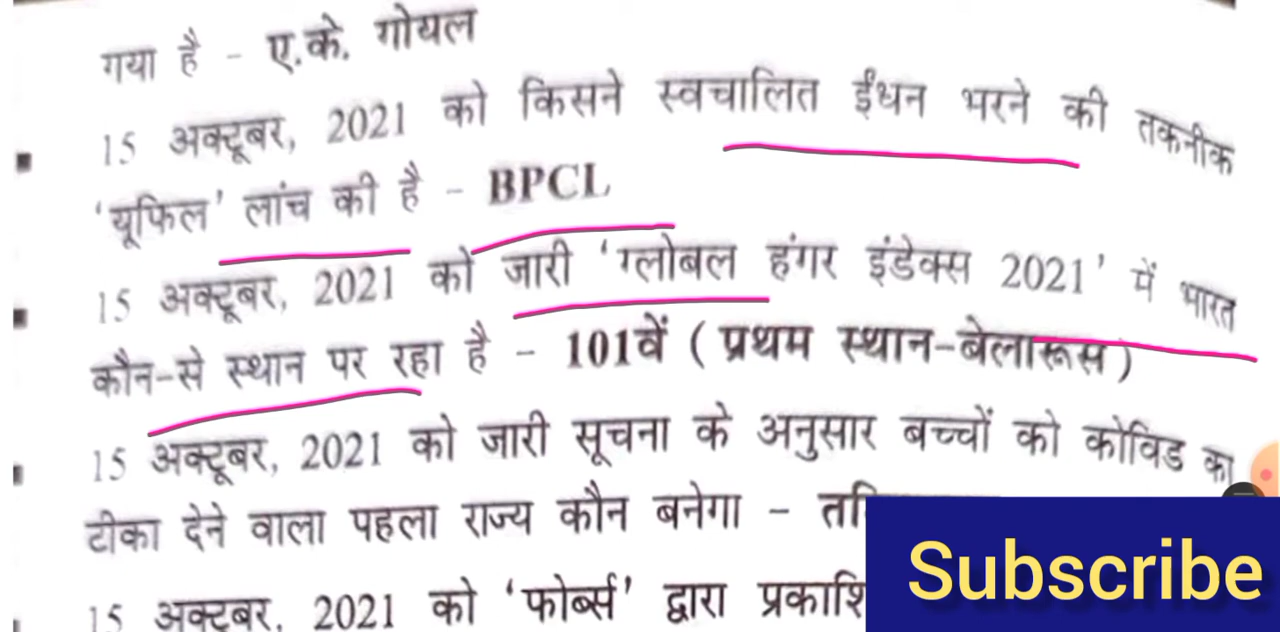 गया है - ए.के. गोयल
15 अक्टूबर, 2021 को किसने स्वचालित ईंधन भरने की तकनीक
'यूफिल' लांच की है - BPCL
15 अक्टूबर, 2021 को जारी 'ग्लोबल हंगर इंडेक्स 2021' में भारत
कौन-से स्थान पर रहा है - 101वें ( प्रथम स्थान-बेलारूस)
15 अक्टूबर, 2021 को जारी सूचना के अनुसार बच्चों को कोविड का
टीका देने वाला पहला राज्य कौन बनेगा -
15 अक्टूबर, 2021 को 'फोर्ब्स' द्वारा
Subscribe